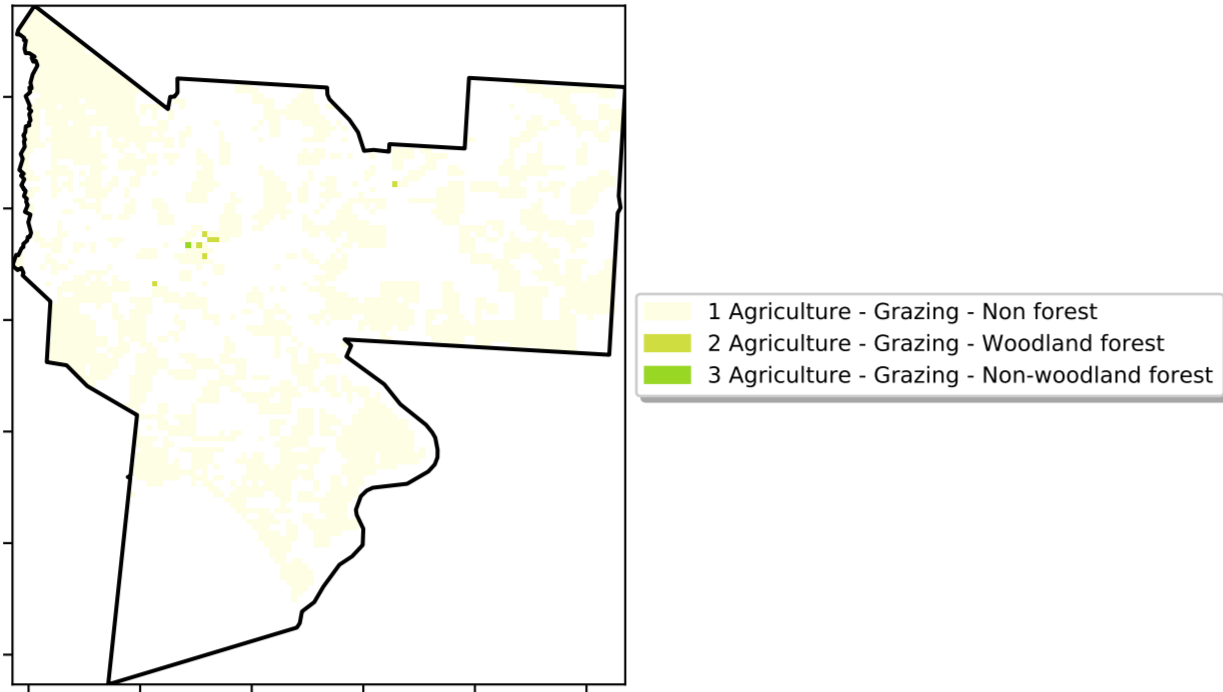 1 Agriculture - Grazing - Non forest
2 Agriculture - Grazing - Woodland forest
3 Agriculture - Grazing - Non-woodland forest